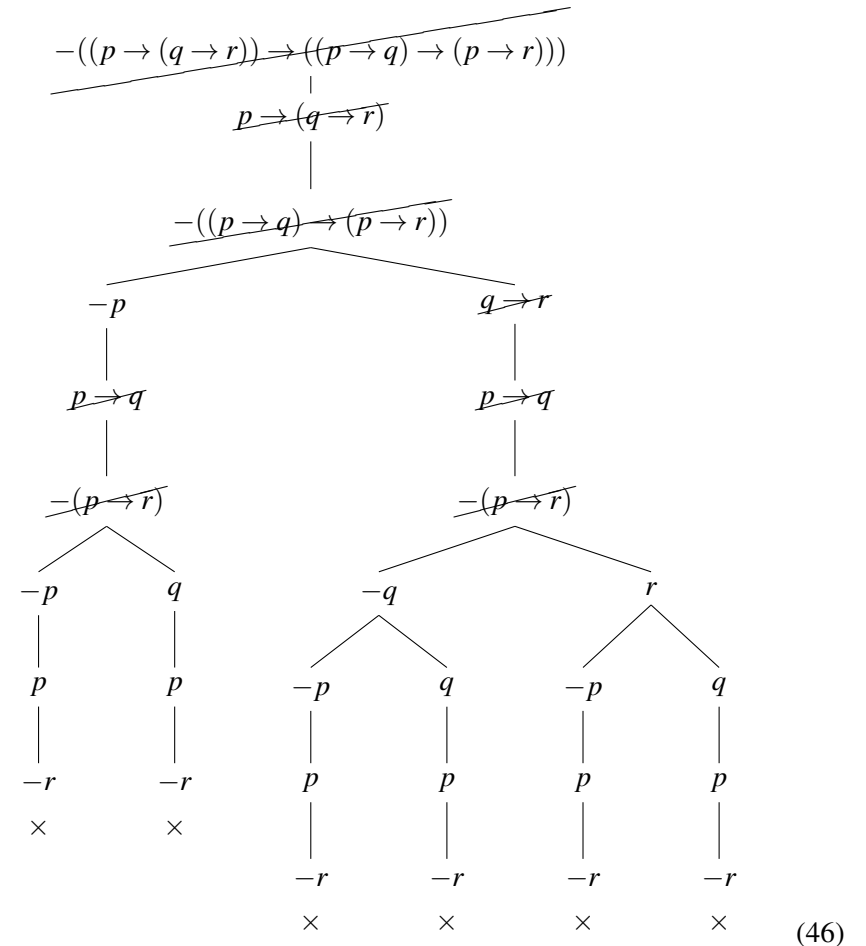 −((p → (q → r)) → ((p → q) → (p → r)))
p → (q → r)
−((p → q) → (p → r))
−p q → r
p → q p → q
−(p → r) −(p → r)
−p q −q r
p p −p q −p q
−r −r p p p p
× × −r −r −r −r
× × × × (46)